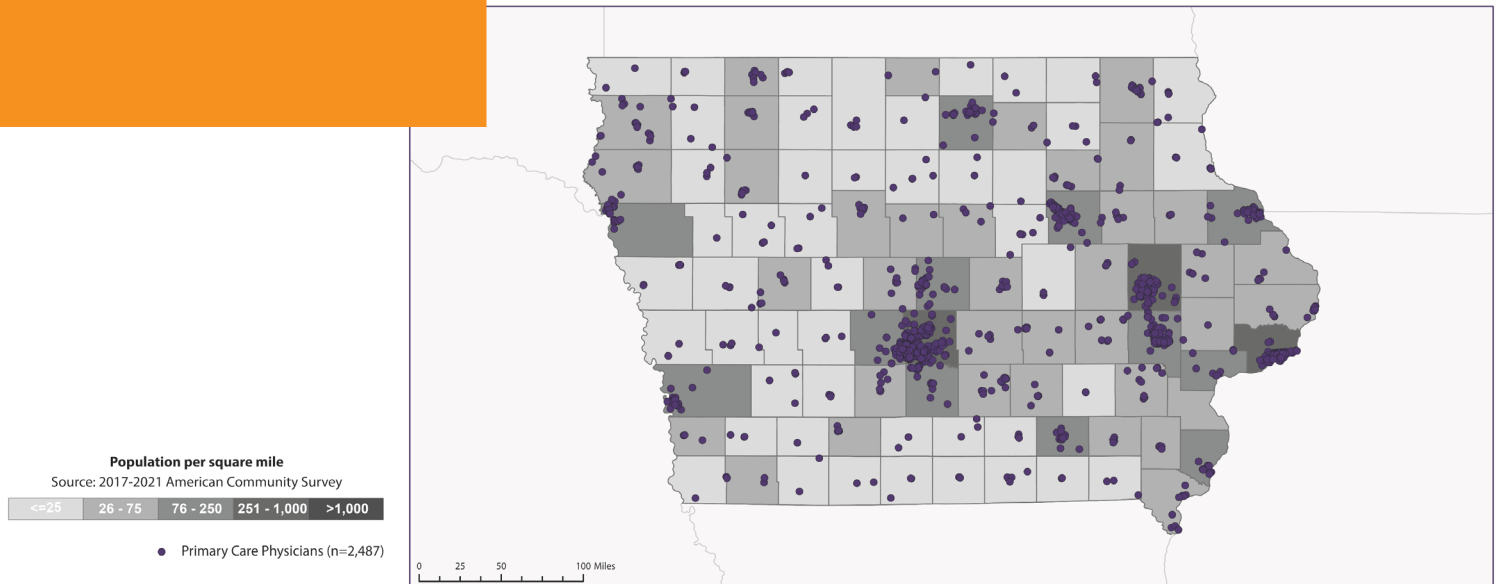 Population per square mile
Source: 2017-2021 American Community Survey
<=25 26 - 75 76 - 250 251 - 1,000 >1,000
Primary Care Physicians (n=2,487)
0 25 50 100 Miles